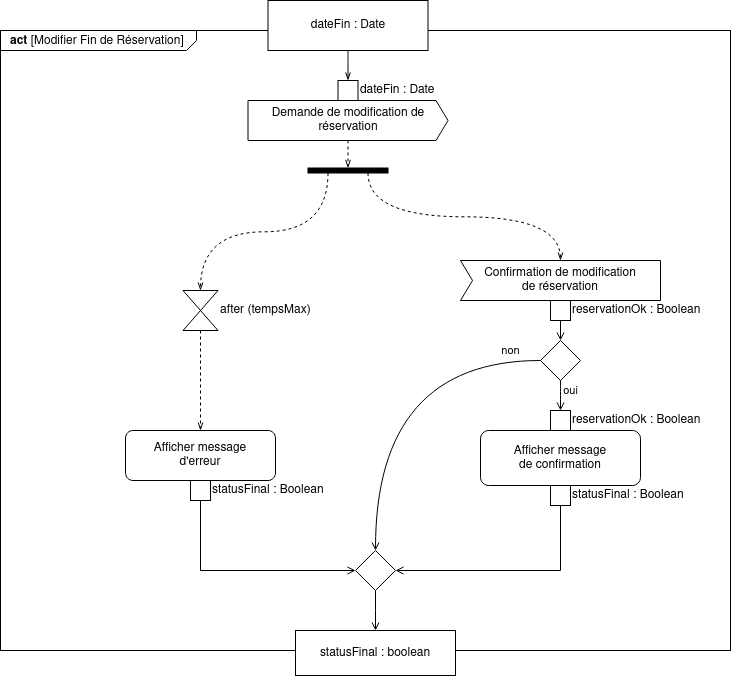 dateFin : Date
act [Modifier Fin de Réservation]
dateFin : Date
Demande de modification de
réservation
Confirmation de modification
de réservation
after (tempsMax)
reservationOk : Boolean
non
oui
reservationOk : Boolean
Afficher message
d'erreur
Afficher message
de confirmation
statusFinal : Boolean
statusFinal : Boolean
statusFinal : boolean